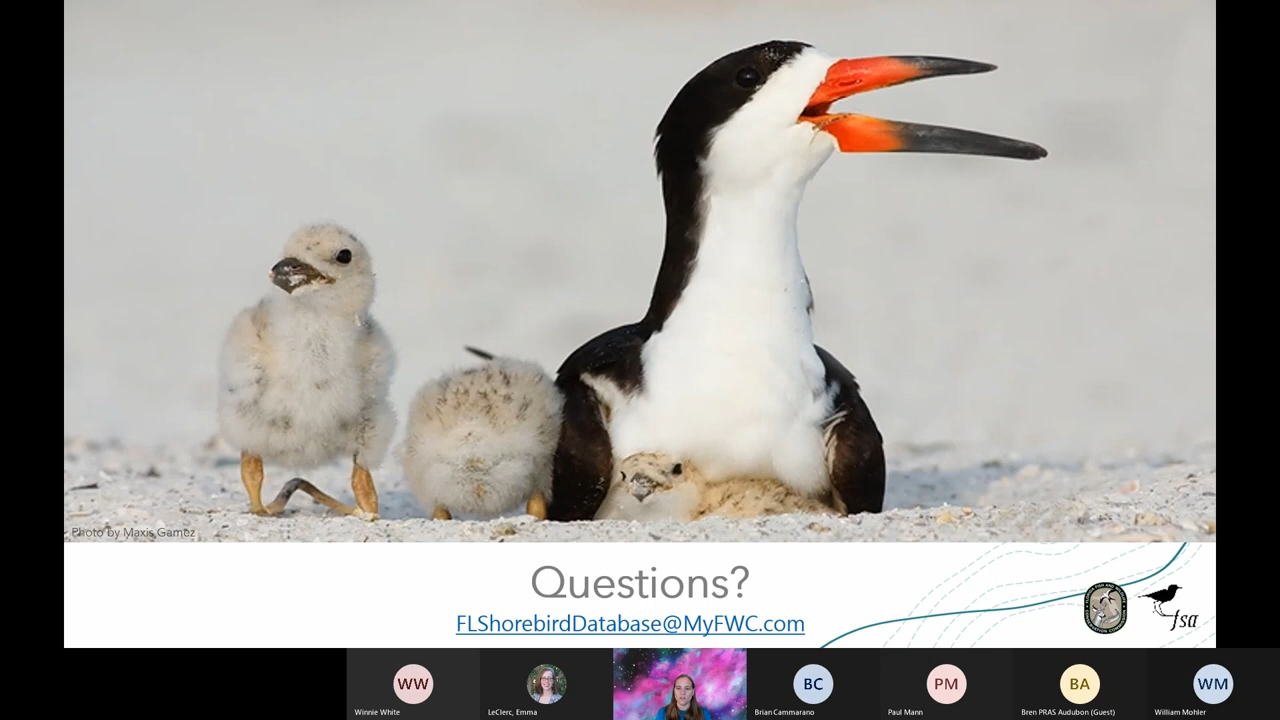 Photo by Maxis Gamez
Questions?
FLShorebirdDatabase@MyFWC.com
fsa
WW
BC
PM
BA
WM
Winnie White
LeClerc, Emma
Brian Cammarano
Paul Mann
Bren PRAS Audubon (Guest)
William Mohler